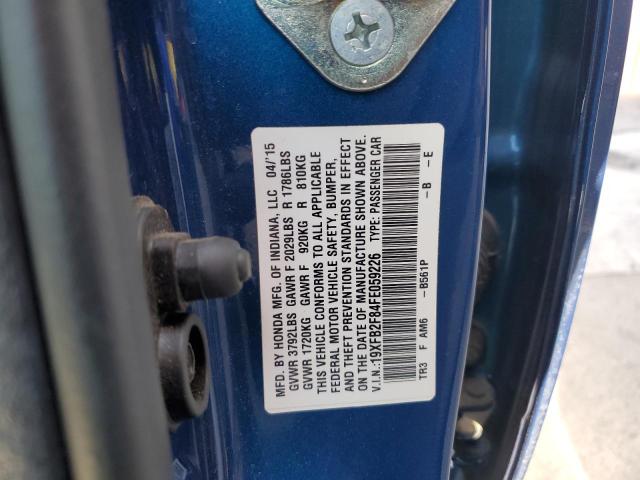 MFD. BY HONDA MFG. OF INDIANA, LLC 04/'15
GVWR 3792LBS GAWR F 2029LBS R 1786LBS
GVWR 1720KG GAWR F 920KG R 810KG
THIS VEHICLE CONFORMS TO ALL APPLICABLE
FEDERAL MOTOR VEHICLE SAFETY, BUMPER,
AND THEFT PREVENTION STANDARDS IN EFFECT
ON THE DATE OF MANUFACTURE SHOWN ABOVE.
V.I.N.:19XFB2F84FE059226 TYPE: PASSENGER CAR
TR3 F AM6 -B561P -B -E